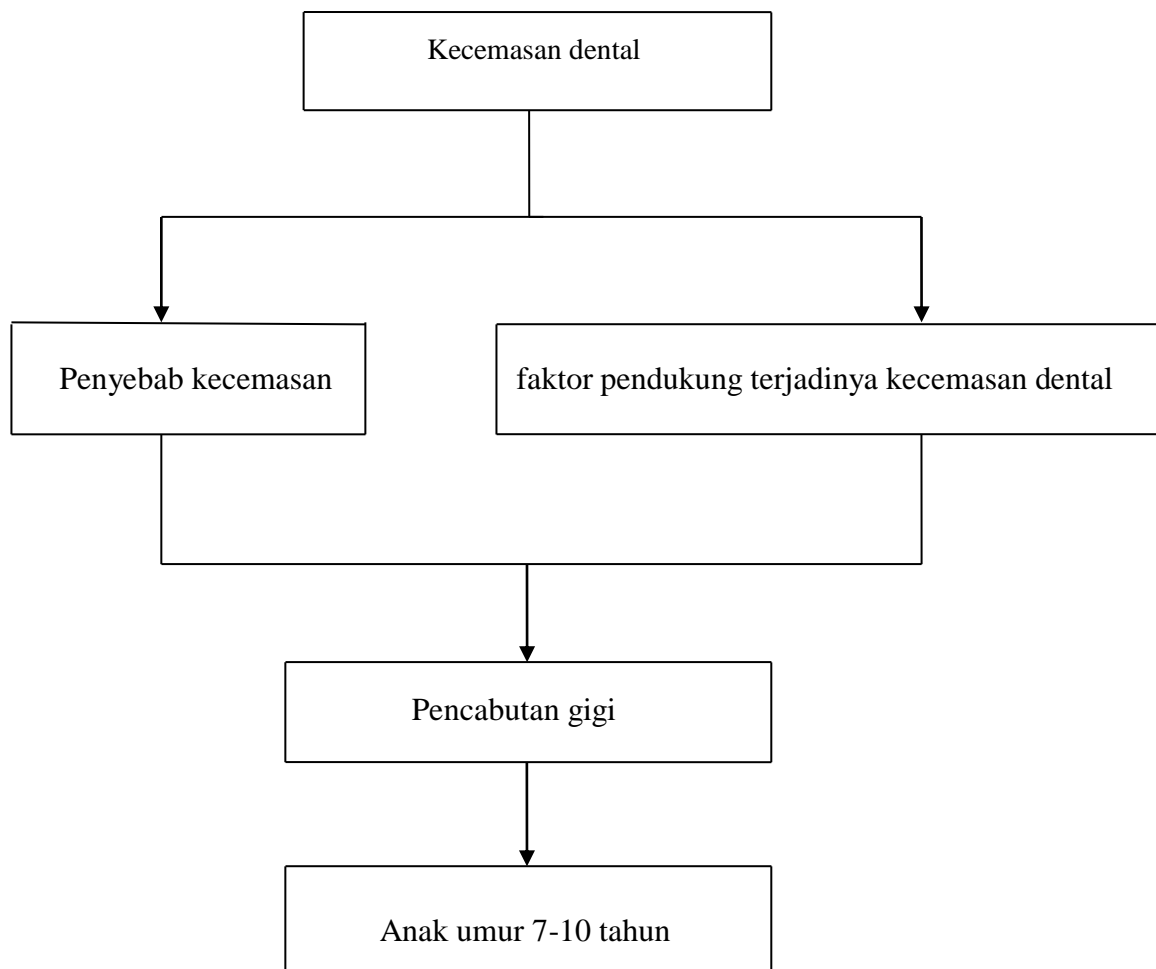 Kecemasan dental
Penyebab kecemasan
faktor pendukung terjadinya kecemasan dental
Pencabutan gigi
Anak umur 7-10 tahun